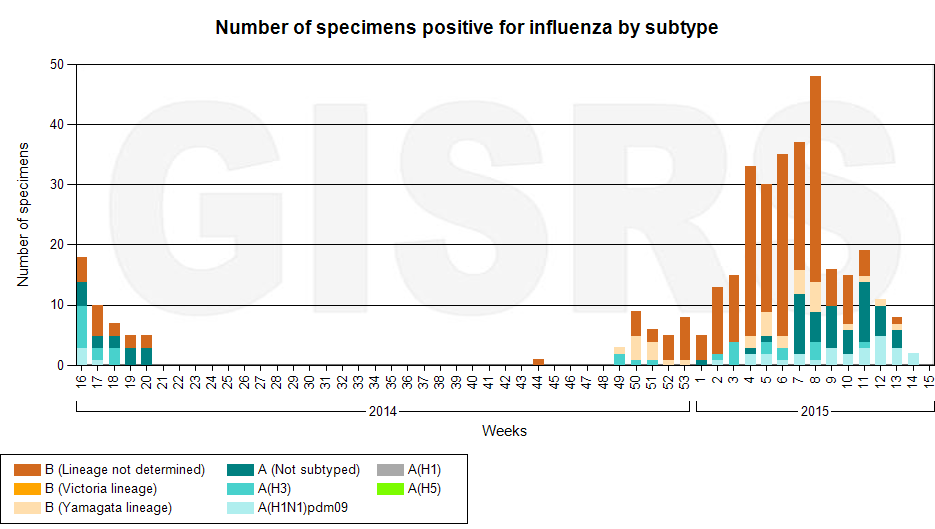 Number of specimens positive for influenza by subtype
GISRS
Number of specimens
50
40
30
20
10
0
16 17 18 19 20 21 22 23 24 25 26 27 28 29 30 31 32 33 34 35 36 37 38 39 40 41 42 43 44 45 46 47 48 49 50 51 52 53 1 2 3 4 5 6 7 8 9 10 11 12 13 14 15
2014 2015
Weeks
B (Lineage not determined) A (Not subtyped) A(H1)
B (Victoria lineage) A(H3) A(H5)
B (Yamagata lineage) A(H1N1)pdm09